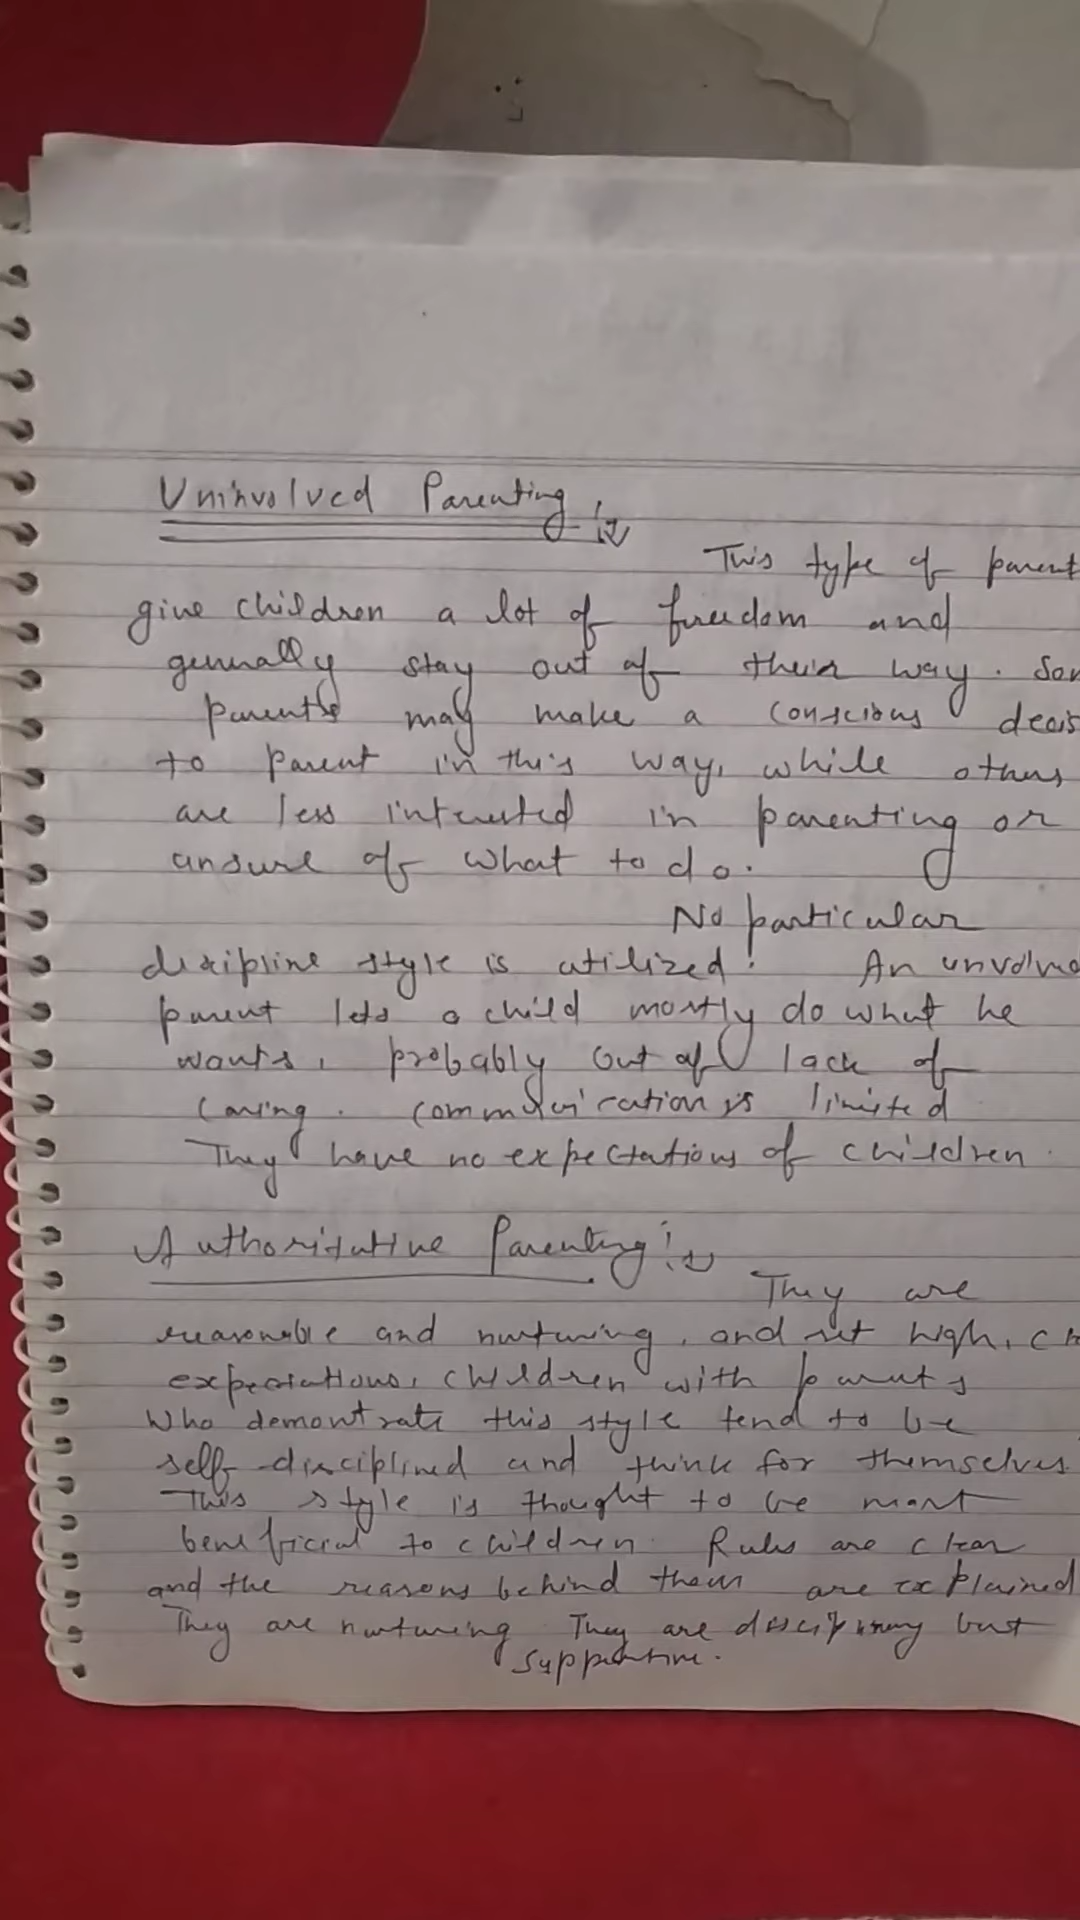 Uninvolved Parenting :-
This type of parent
give children a lot of freedom and
generally stay out of their way. Som
parents may make a conscious decis
to parent in this way, while others
are less interested in parenting or
unsure of what to do.
No particular
discipline style is utilized. An unvolve
parent lets a child mostly do what he
wants, probably out of lack of
caring. Communication is limited
They have no expectations of children.
Authoritative Parenting :-
They are
reasonable and nurturing, and set high, cl
expectations, children with parents
who demontrate this style tend to be
self-disciplined and think for themselves.
This style is thought to be most
beneficial to children. Rules are clear
and the reasons behind them are explained
They are nurturing They are but
supportive.